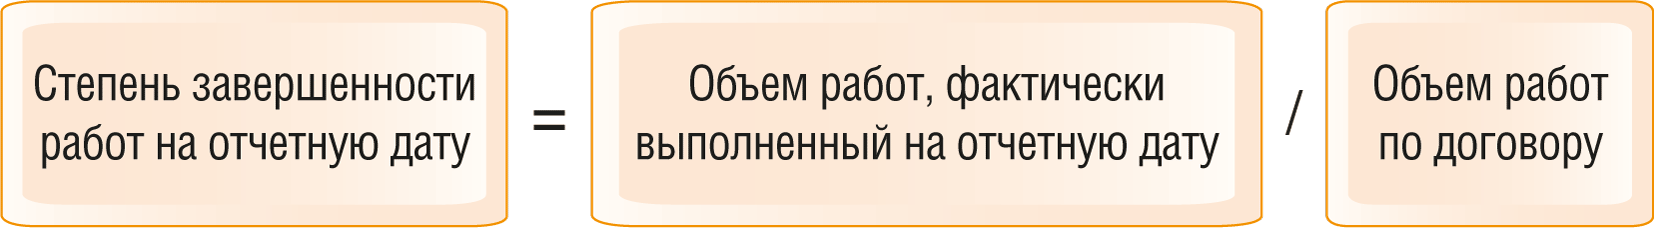 Степень завершенности
работ на отчетную дату
=
Объем работ, фактически
выполненный на отчетную дату
/
Объем работ
по договору